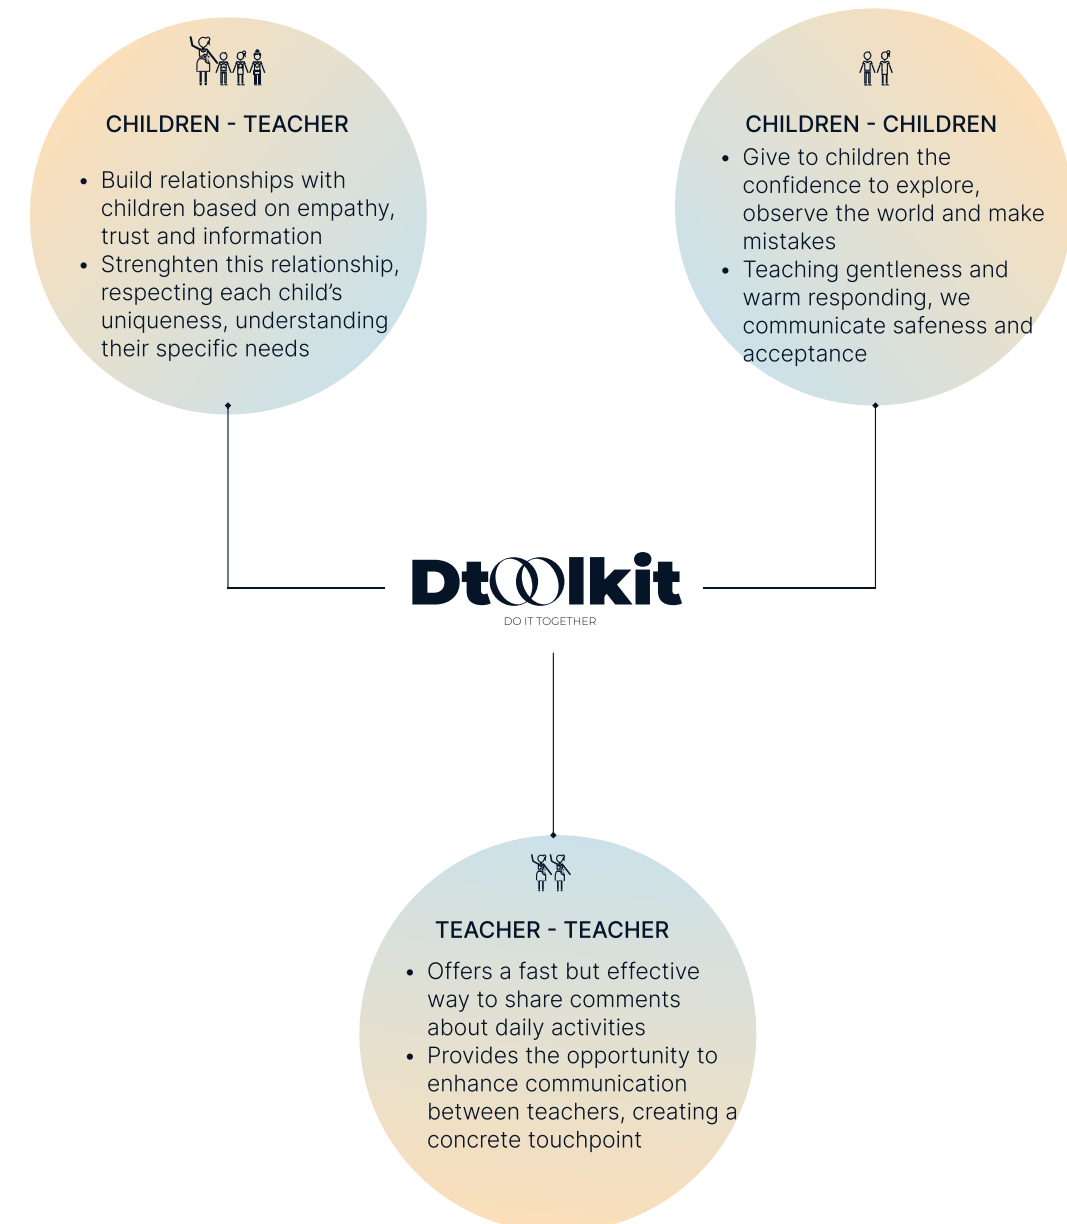 CHILDREN - TEACHER
• Build relationships with
children based on empathy,
trust and information
• Strenghten this relationship,
respecting each child’s
uniqueness, understanding
their specific needs
CHILDREN - CHILDREN
• Give to children the
confidence to explore,
observe the world and make
mistakes
• Teaching gentleness and
warm responding, we
communicate safeness and
acceptance
Dtoolkit
DO IT TOGETHER
TEACHER - TEACHER
• Offers a fast but effective
way to share comments
about daily activities
• Provides the opportunity to
enhance communication
between teachers, creating a
concrete touchpoint